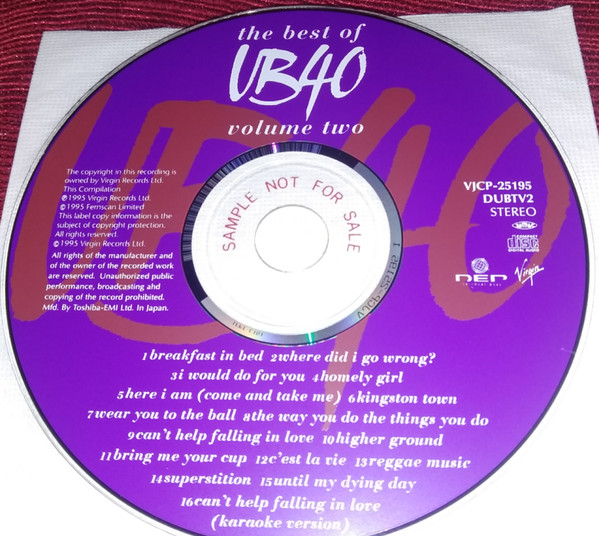 the best of
UB40
volume two
The copyright in this recording is
owned by Virgin Records Ltd.
This Compilation
℗1995 Virgin Records Ltd.
©1995 Fernscan Limited
This label copy information is the
subject of copyright protection.
All rights reserved.
©1995 Virgin Records Ltd.
All rights of the manufacturer and
of the owner of the recorded work
are reserved. Unauthorized public
performance, broadcasting and
copying of the record prohibited.
Mfd. By Toshiba-EMI Ltd. In Japan.
SAMPLE NOT FOR SALE
VJCP-25195
DUBTV2
STEREO
COMPACT
disc
DIGITAL AUDIO
DEP
Virgin
1breakfast in bed 2where did i go wrong?
3i would do for you 4homely girl
5here i am (come and take me) 6kingston town
7wear you to the ball 8the way you do the things you do
9can't help falling in love 10higher ground
11bring me your cup 12c'est la vie 13reggae music
14superstition 15until my dying day
16can't help falling in love
(karaoke version)
UB40